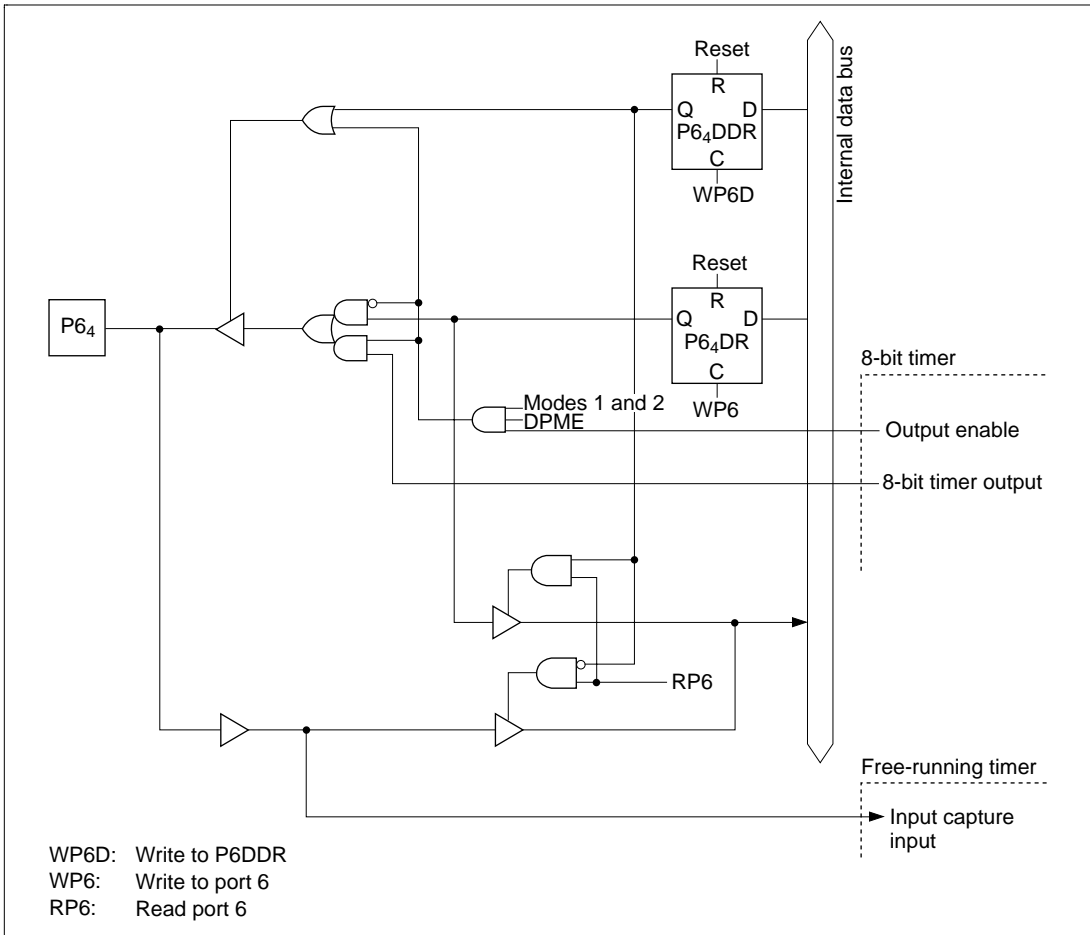 Reset
R
Q D
P6₄DDR
C
WP6D
Internal data bus
Reset
R
Q D
P6₄DR
C
WP6
P6₄
8-bit timer
Modes 1 and 2
DPME
Output enable
8-bit timer output
RP6
Free-running timer
Input capture
input
WP6D: Write to P6DDR
WP6: Write to port 6
RP6: Read port 6